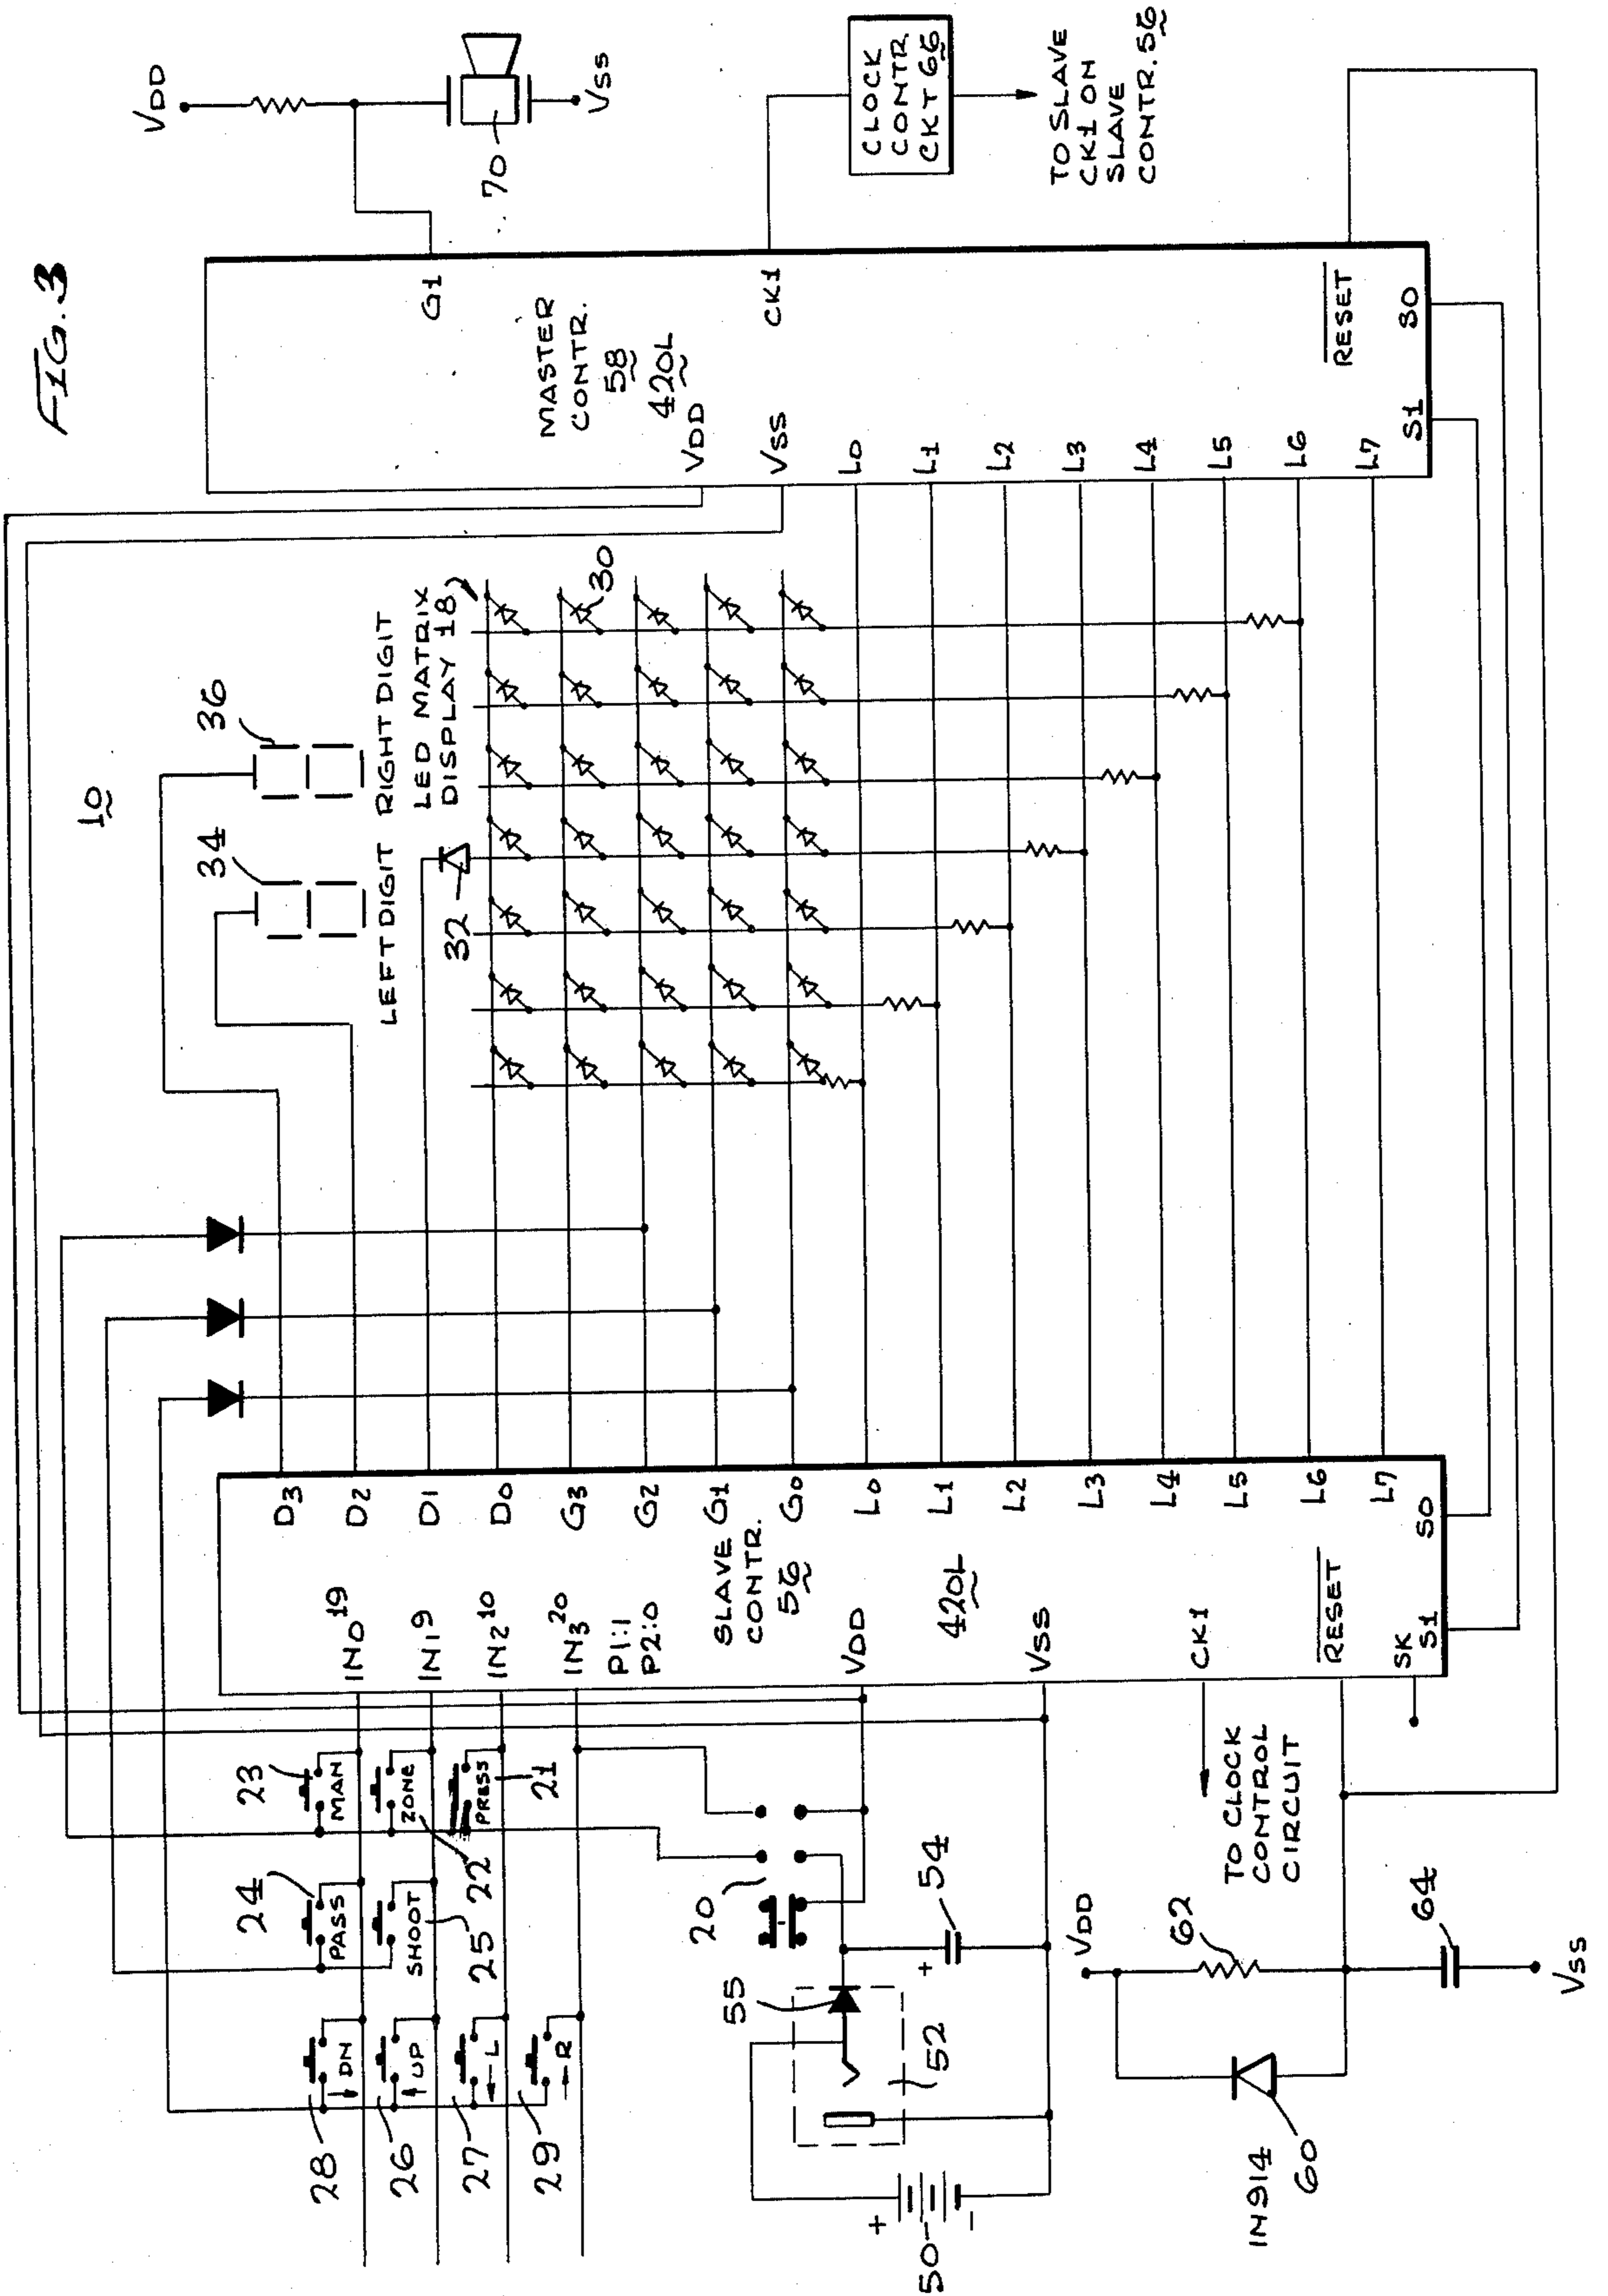 FIG. 3
10
VDD
70
VSS
CLOCK
CONTR.
CKT 66
TO SLAVE
CK1 ON
SLAVE
CONTR. 56
MASTER
CONTR.
58
420L
G1
CK1
RESET
VDD
VSS
L0
L1
L2
L3
L4
L5
L6
L7
S1
S0
36
34
LEFT DIGIT RIGHT DIGIT
LED MATRIX
DISPLAY 18
30
32
D3
D2
D1
D0
G3
G2
G1
G0
L0
L1
L2
L3
L4
L5
L6
L7
S0
S1
SK
IN0 19
IN1 9
IN2 10
IN3 20
P1:1
P2:0
SLAVE
CONTR.
56
420L
VDD
VSS
CK1
RESET
23
MAN
ZONE
22
PRESS
21
24
PASS
SHOOT
25
28
DN
26
UP
27
L
29
R
20
54
+
55
52
50
+
-
TO CLOCK
CONTROL
CIRCUIT
VDD
62
64
VSS
IN914
60